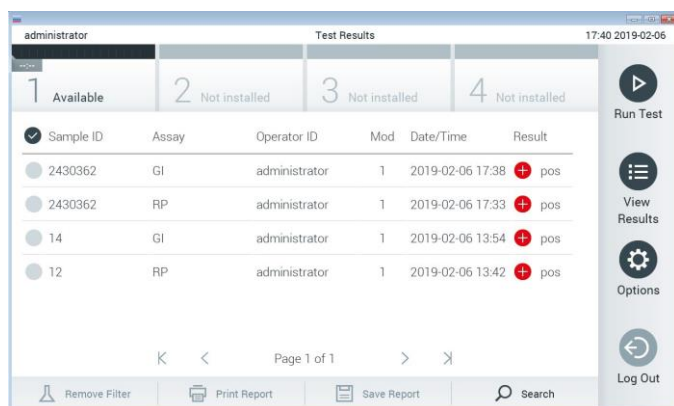 administrator Test Results 17:40 2019-02-06
--:--
1 Available 2 Not installed 3 Not installed 4 Not installed
Run Test
Sample ID Assay Operator ID Mod Date/Time Result
2430362 GI administrator 1 2019-02-06 17:38 pos
2430362 RP administrator 1 2019-02-06 17:33 pos
14 GI administrator 1 2019-02-06 13:54 pos
12 RP administrator 1 2019-02-06 13:42 pos
View
Results
Options
Page 1 of 1
Log Out
Remove Filter Print Report Save Report Search